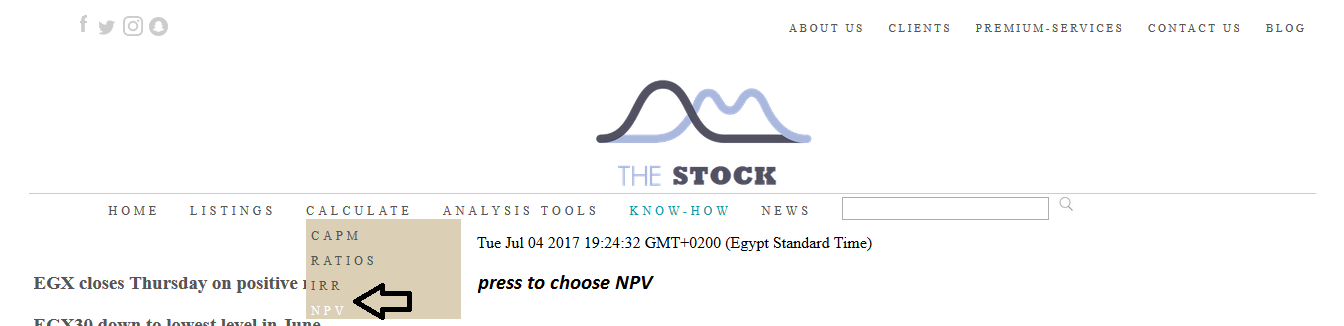 ABOUT US CLIENTS PREMIUM-SERVICES CONTACT US BLOG
THE STOCK
HOME LISTINGS CALCULATE ANALYSIS TOOLS KNOW-HOW NEWS
CAPM
Tue Jul 04 2017 19:24:32 GMT+0200 (Egypt Standard Time)
RATIOS
EGX closes Thursday on positive
IRR
press to choose NPV
NPV
EGX30 down to lowest level in June